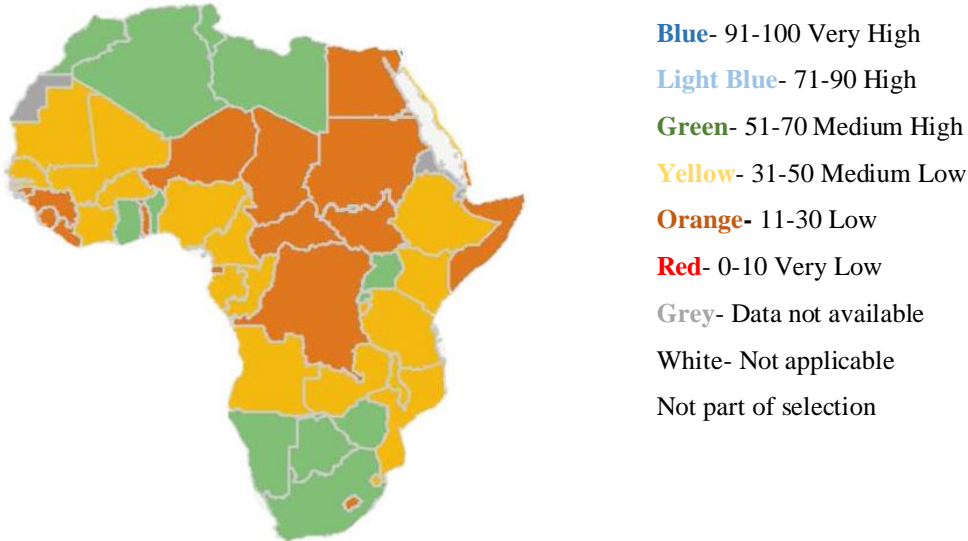 Blue- 91-100 Very High
Light Blue- 71-90 High
Green- 51-70 Medium High
Yellow- 31-50 Medium Low
Orange- 11-30 Low
Red- 0-10 Very Low
Grey- Data not available
White- Not applicable
Not part of selection